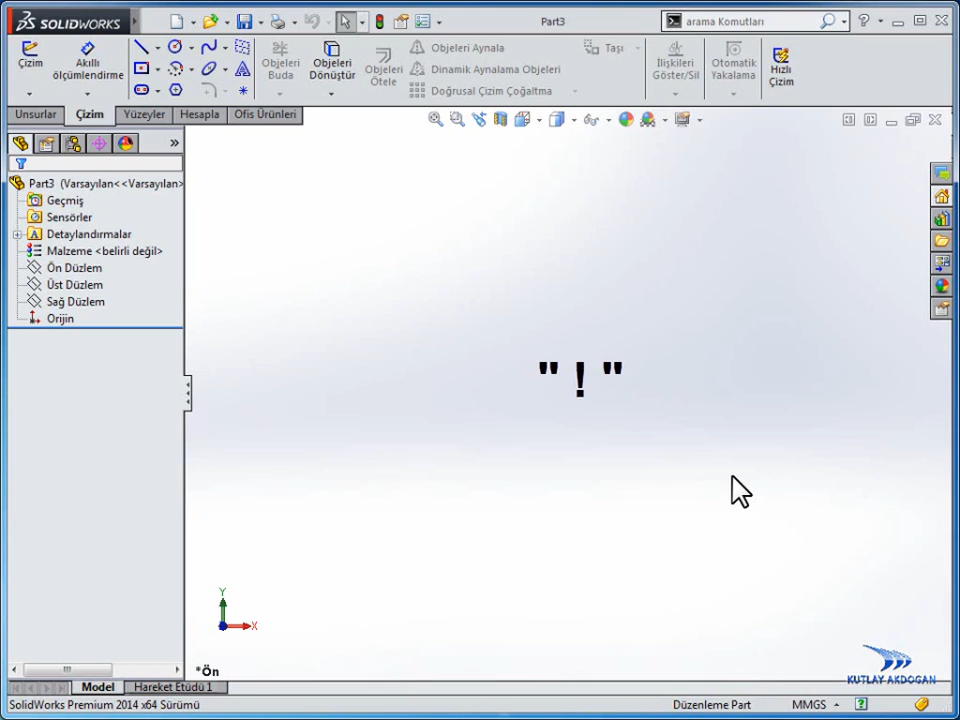 SOLIDWORKS
Part3
arama Komutları
Çizim
Akıllı ölçümlendirme
Objeleri Buda
Objeleri Dönüştür
Objeleri Ötele
Objeleri Aynala
Dinamik Aynalama Objeleri
Doğrusal Çizim Çoğaltma
Taşı
İlişkileri Göster/Sil
Otomatik Yakalama
Hızlı Çizim
Unsurlar
Çizim
Yüzeyler
Hesapla
Ofis Ürünleri
Part3 (Varsayılan<<Varsayılan>
Geçmiş
Sensörler
Detaylandırmalar
Malzeme <belirli değil>
Ön Düzlem
Üst Düzlem
Sağ Düzlem
Orijin
" ! "
Y
X
*Ön
KUTLAY AKDOĞAN
Model
Hareket Etüdü 1
SolidWorks Premium 2014 x64 Sürümü
Düzenleme Part
MMGS